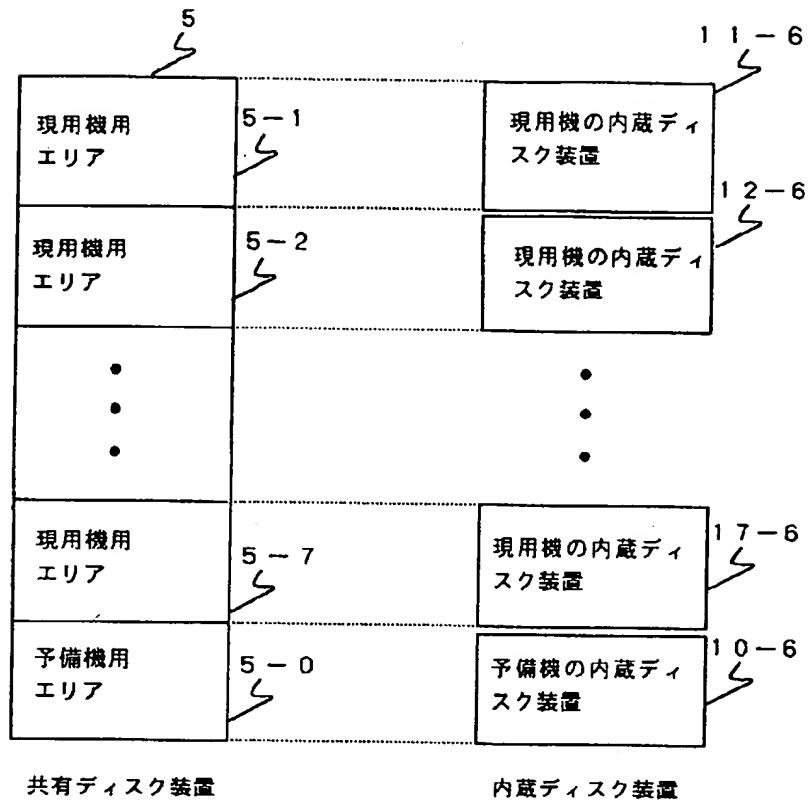 5
11-6
現用機用
エリア
5-1
現用機の内蔵ディ
スク装置
12-6
現用機用
エリア
5-2
現用機の内蔵ディ
スク装置
現用機用
エリア
5-7
現用機の内蔵ディ
スク装置
17-6
予備機用
エリア
5-0
予備機の内蔵ディ
スク装置
10-6
共有ディスク装置
内蔵ディスク装置